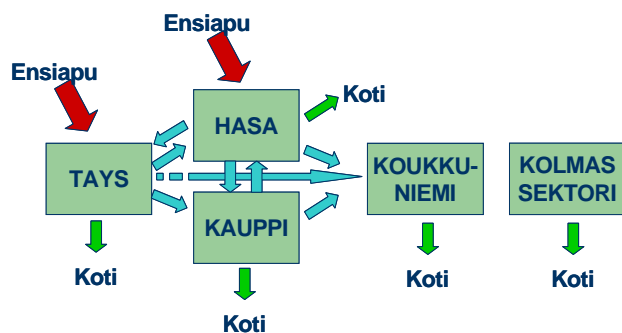 Ensiapu
Ensiapu
Koti
HASA
TAYS
KOUKKU-
NIEMI
KOLMAS
SEKTORI
KAUPPI
Koti
Koti
Koti
Koti